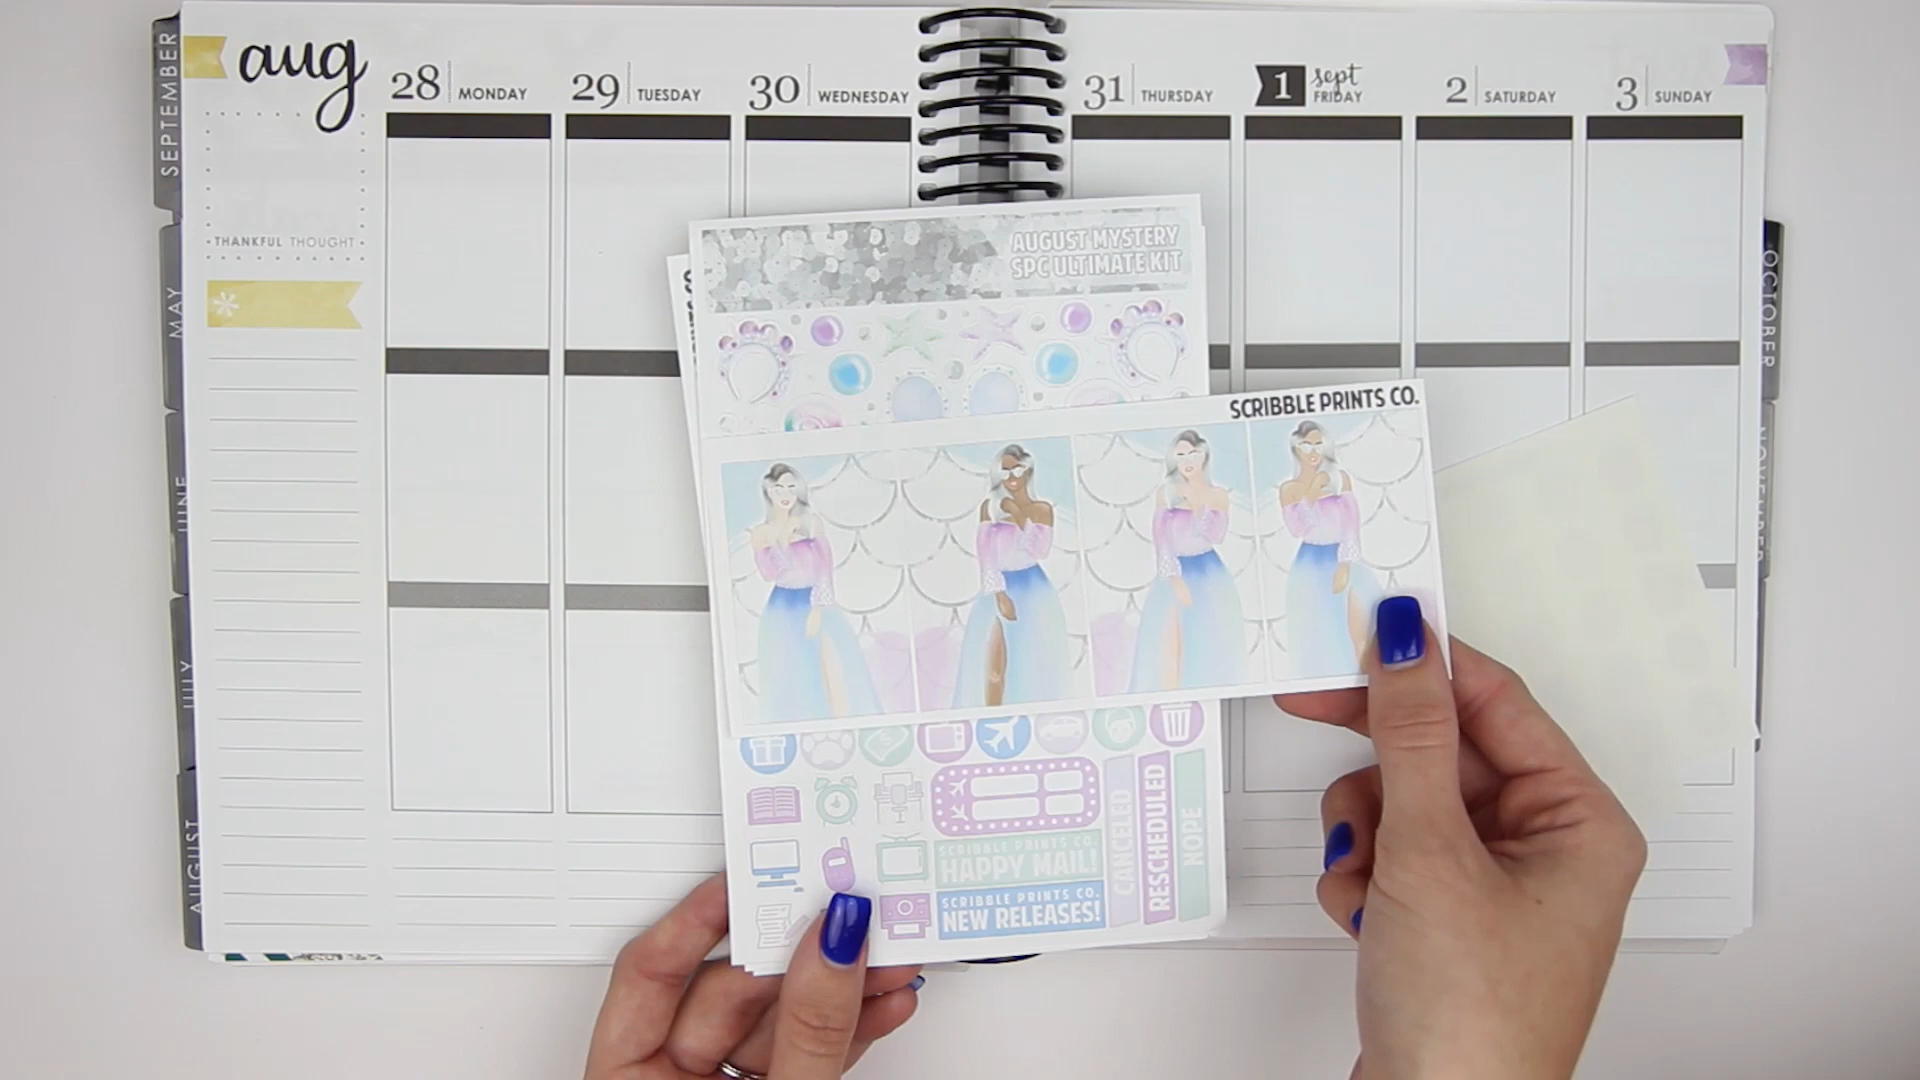 SEPTEMBER
MAY
JUNE
JULY
AUGUST
aug
28 MONDAY
29 TUESDAY
30 WEDNESDAY
31 THURSDAY
1 sept FRIDAY
2 SATURDAY
3 SUNDAY
THANKFUL THOUGHT
OCTOBER
NOVEMBER
AUGUST MYSTERY
SPC ULTIMATE KIT
SCRIBBLE PRINTS CO.
SCRIBBLE PRINTS CO.
HAPPY MAIL!
SCRIBBLE PRINTS CO.
NEW RELEASES!
CANCELED
RESCHEDULED
NOPE